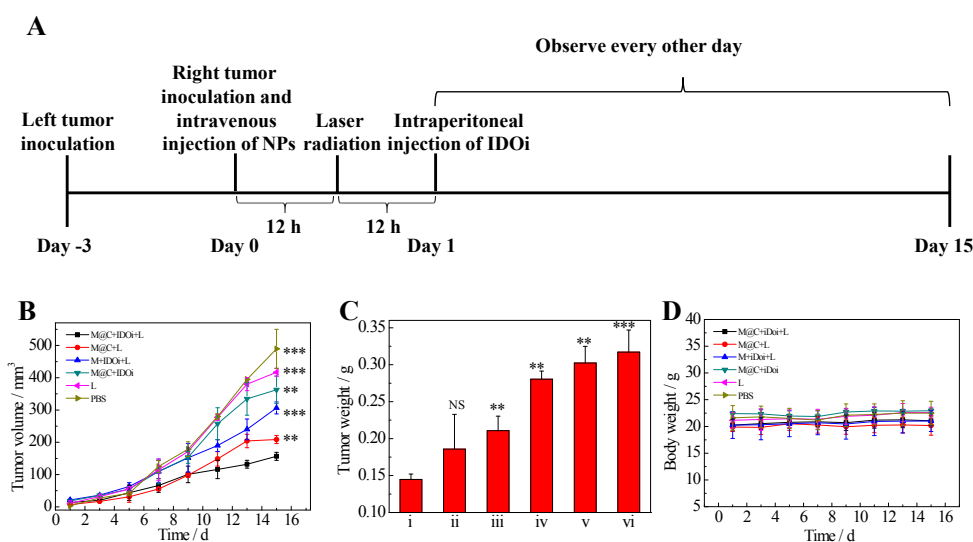 A
Observe every other day
Right tumor
inoculation and
intravenous
injection of NPs
Left tumor
inoculation
Laser
radiation
Intraperitoneal
injection of IDOi
12 h
12 h
Day -3
Day 0
Day 1
Day 15
B
M@C+IDOi+L
M@C+L
M+IDOi+L
M@C+IDOi
L
PBS
500
400
300
200
100
0
Tumor volume / mm³
0 2 4 6 8 10 12 14 16
Time / d
***
***
**
***
**
C
0.35
0.30
0.25
0.20
0.15
0.10
Tumor weight / g
NS
**
**
**
***
i ii iii iv v vi
D
M@C+iDoi+L
M@C+L
M+iDoi+L
M@C+iDoi
L
PBS
40
35
30
25
20
15
10
5
Body weight / g
0 2 4 6 8 10 12 14 16
Time / d